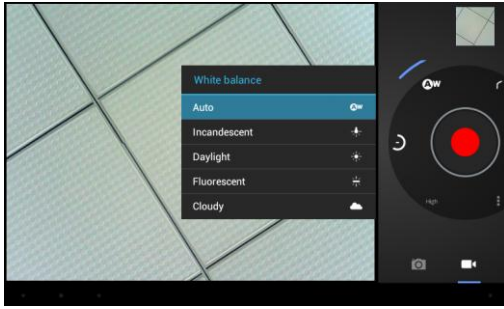 White balance
Auto
Incandescent
Daylight
Fluorescent
Cloudy
High